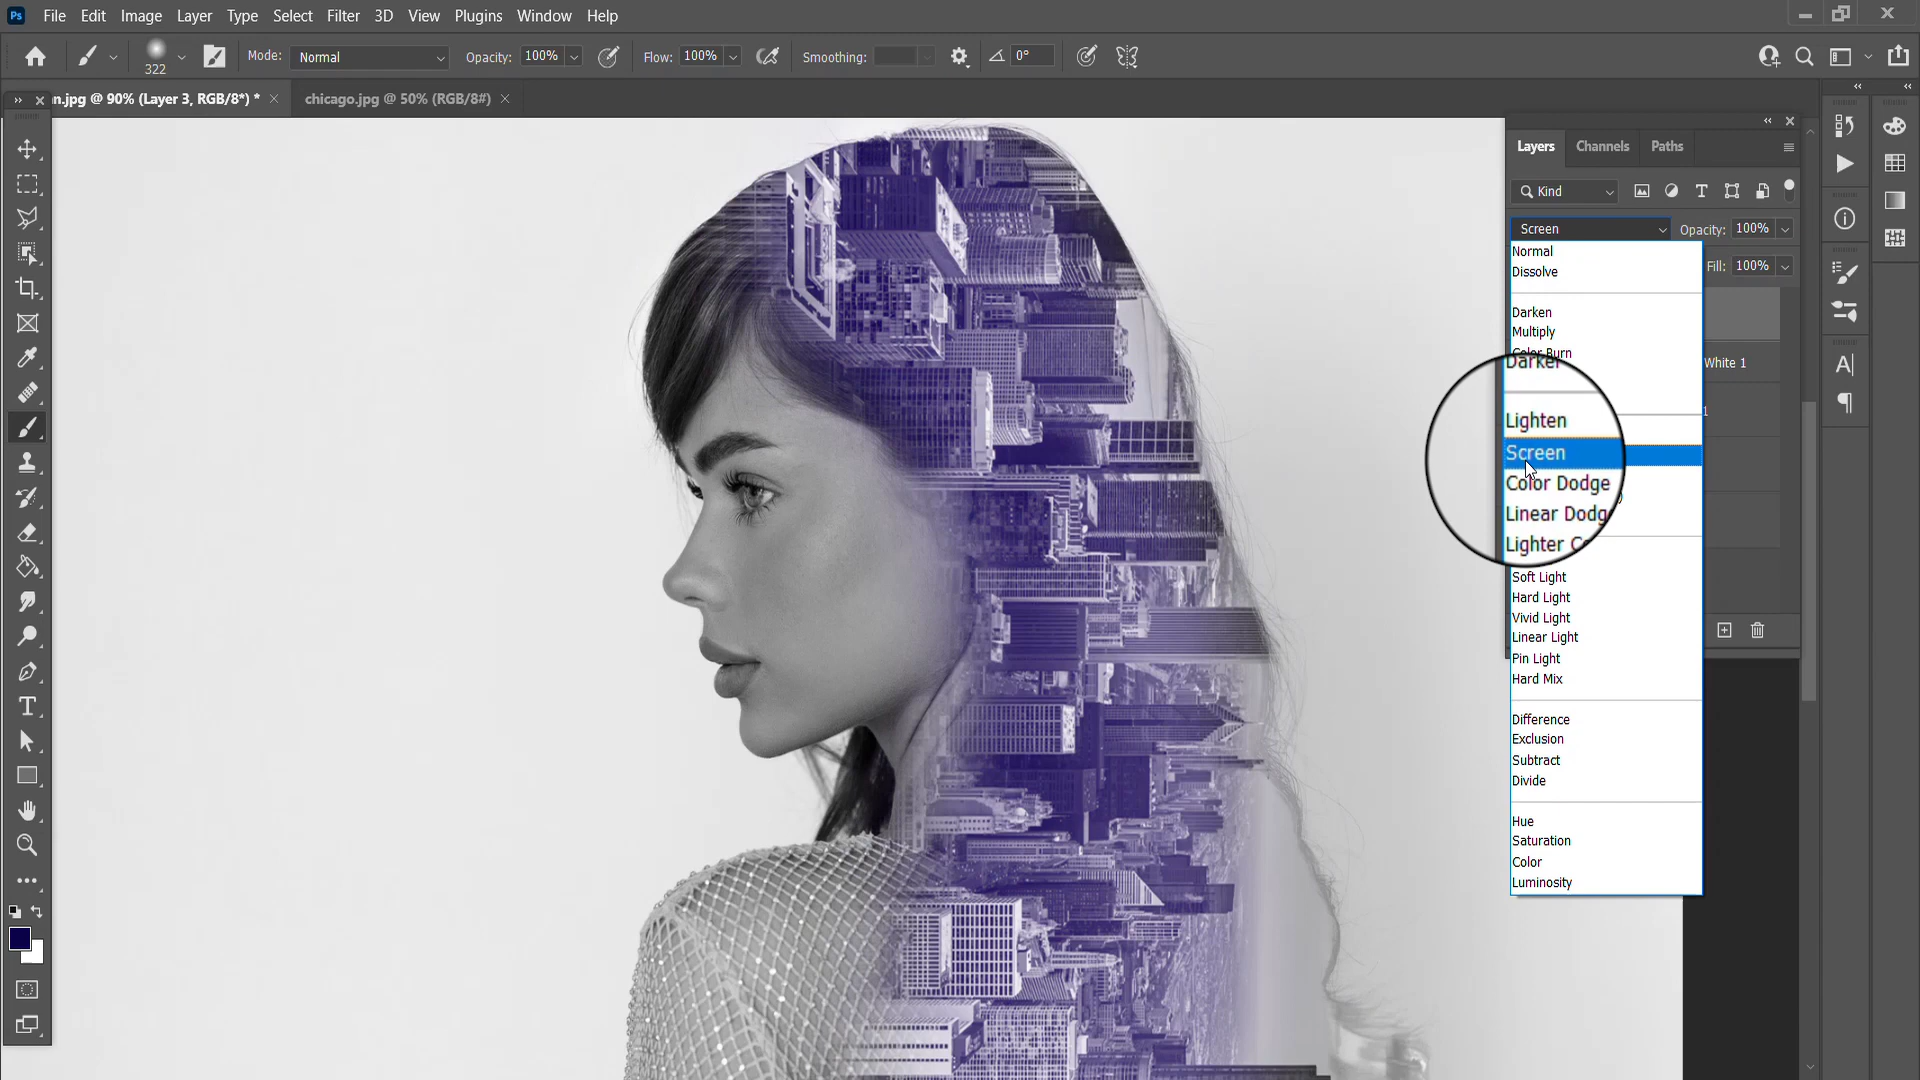 Ps File Edit Image Layer Type Select Filter 3D View Plugins Window Help
322 Mode: Normal Opacity: 100% Flow: 100% Smoothing: 0°
n.jpg @ 90% (Layer 3, RGB/8*) * chicago.jpg @ 50% (RGB/8#)
Layers Channels Paths
Kind
Screen Opacity: 100%
Normal
Fill: 100%
Dissolve
Darken
Multiply
Color Burn
White 1
Darker
1
Lighten
Screen
Color Dodge
Linear Dodg
Lighter Co
Soft Light
Hard Light
Vivid Light
Linear Light
Pin Light
Hard Mix
Difference
Exclusion
Subtract
Divide
Hue
Saturation
Color
Luminosity